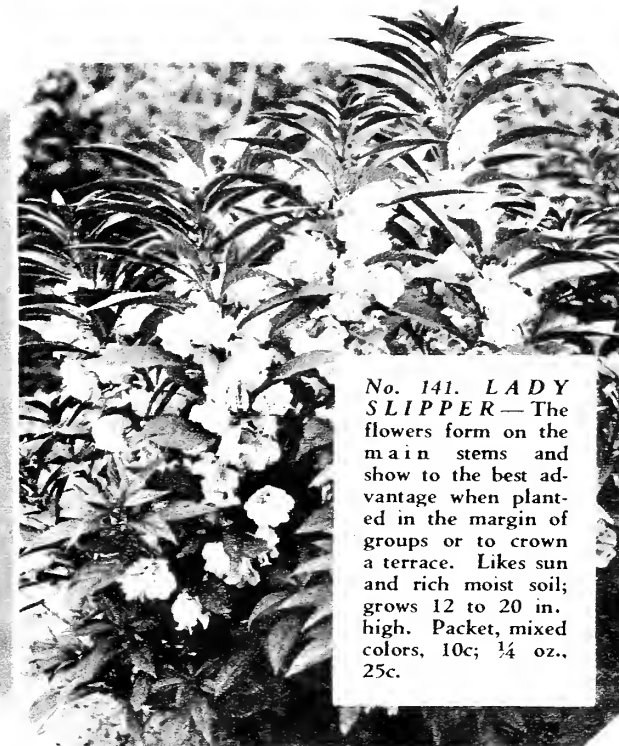 No. 141. LADY
SLIPPER—The
flowers form on the
main stems and
show to the best ad-
vantage when plant-
ed in the margin of
groups or to crown
a terrace. Likes sun
and rich moist soil;
grows 12 to 20 in.
high. Packet, mixed
colors, 10c; ¼ oz.,
25c.